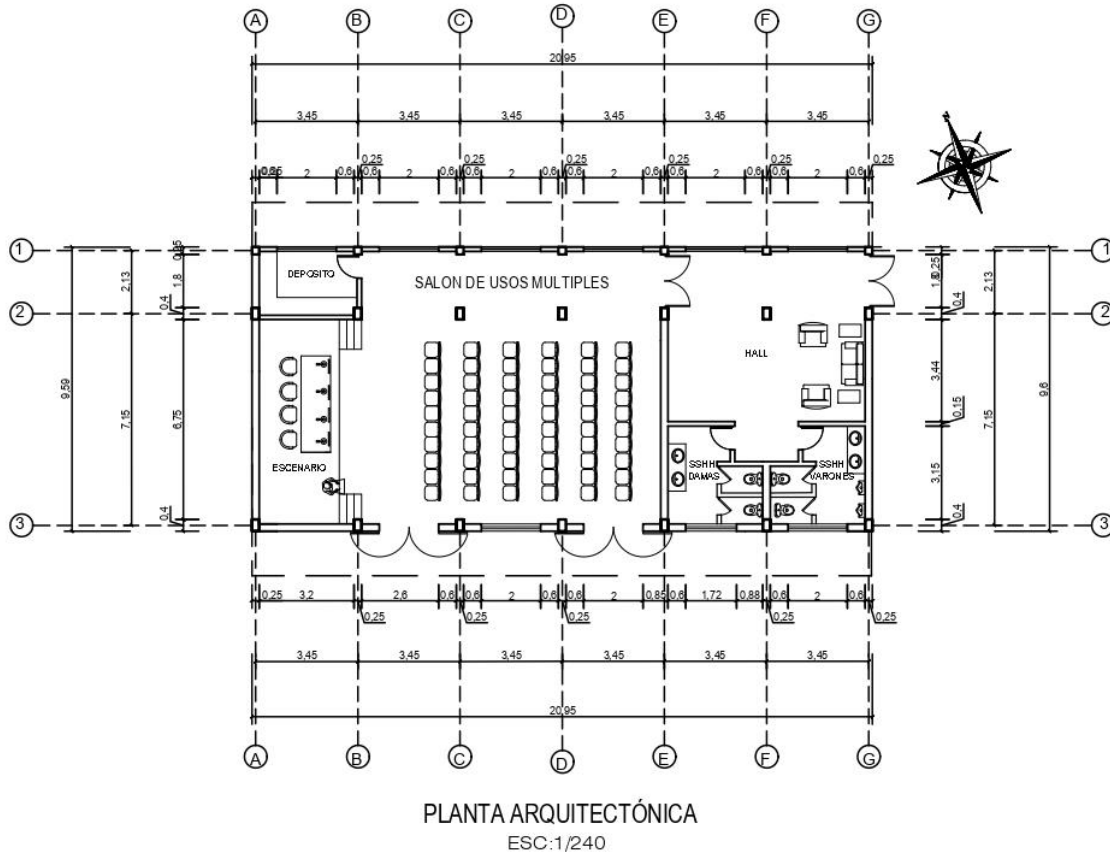 A B C D E F G
20,95
3,45 3,45 3,45 3,45 3,45 3,45
0,25 0,25 0,25 0,25 0,25 0,25
2 0,6 0,6 2 0,6 0,6 2 0,6 0,6 2 0,6 0,6 2 0,6 0,6 2 0,6
N
1 1
2 2
3 3
9,59
2,13
7,15
1,8
0,4
6,75
0,4
DEPOSITO
SALON DE USOS MULTIPLES
HALL
ESCENARIO
SSHH
DAMAS
SSHH
VARONES
0,25
0,4
3,44
0,15
3,15
0,4
2,13
7,15
9,6
0,25 3,2 2,6 0,6 0,6 2 0,6 0,6 2 0,85 0,6 1,72 0,88 0,6 2 0,6
0,25 0,25 0,25 0,25 0,25
3,45 3,45 3,45 3,45 3,45 3,45
20,95
A B C D E F G
PLANTA ARQUITECTÓNICA
ESC:1/240